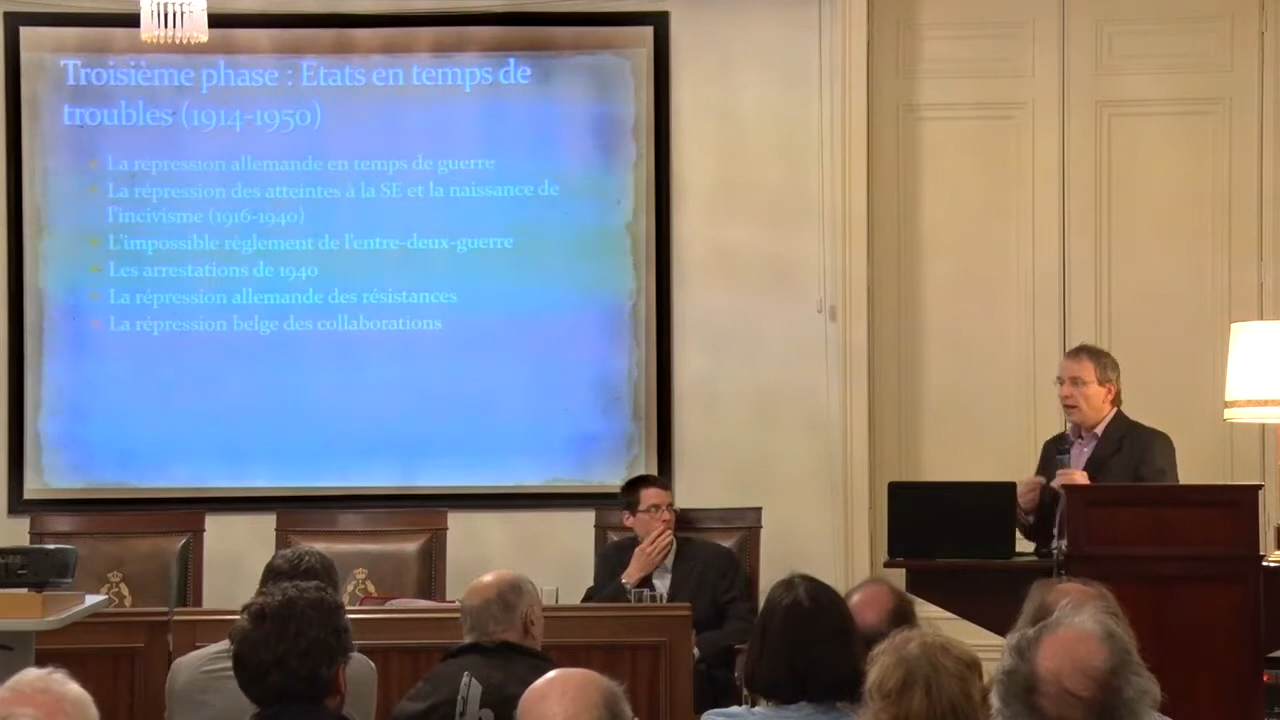 Troisième phase : Etats en temps de
troubles (1914-1950)
La répression allemande en temps de guerre
La répression des atteintes à la SE et la naissance de
l'incivisme (1916-1940)
L'impossible règlement de l'entre-deux-guerre
Les arrestations de 1940
La répression allemande des résistances
La répression belge des collaborations